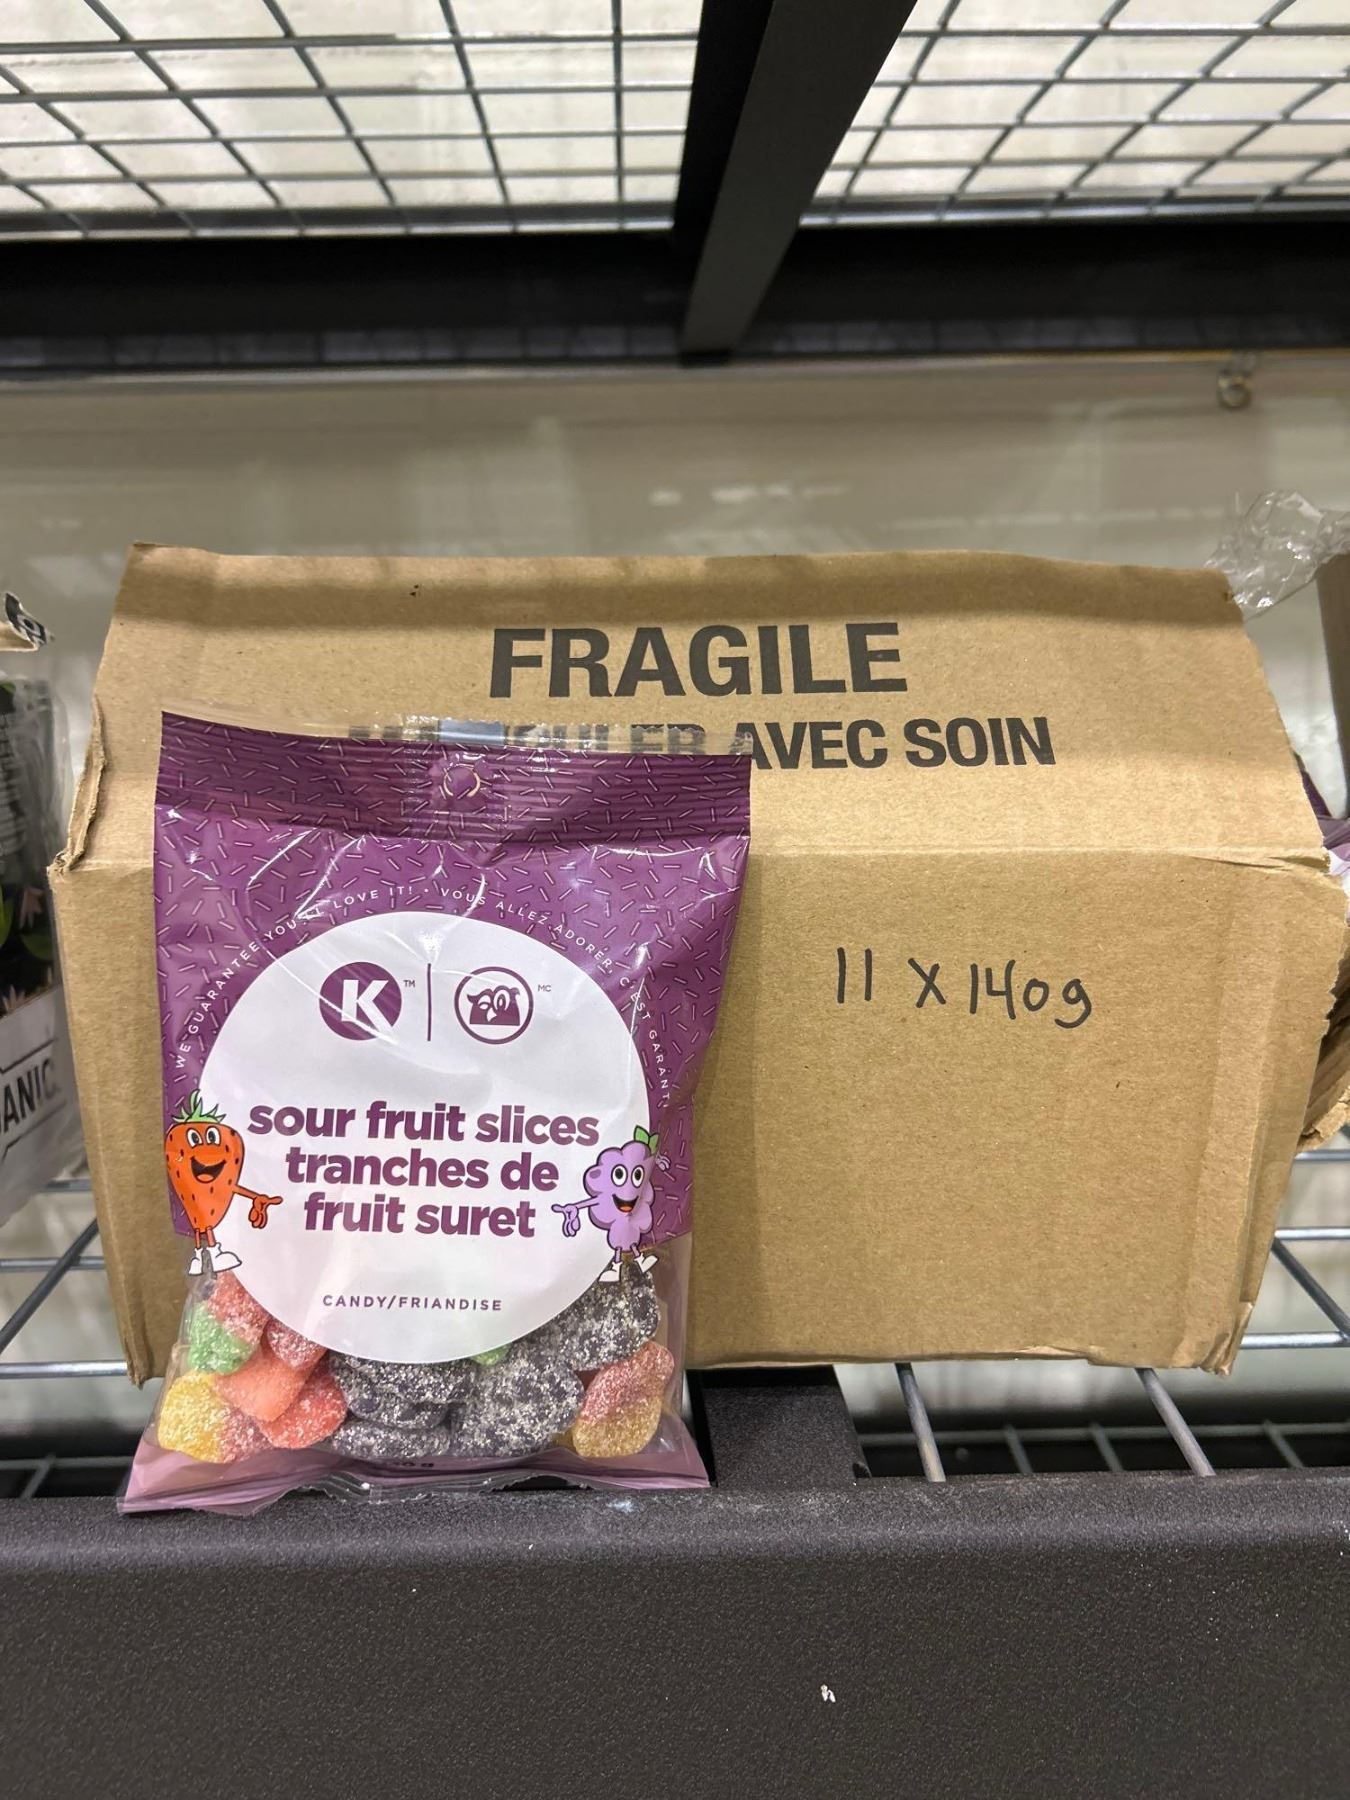 FRAGILE
AVEC SOIN
11 X 140g
WE GUARANTEE YOU'LL LOVE IT! • VOUS ALLEZ ADORER, C'EST GARANTI
K TM
MC
sour fruit slices
tranches de
fruit suret
CANDY/FRIANDISE
ANIC